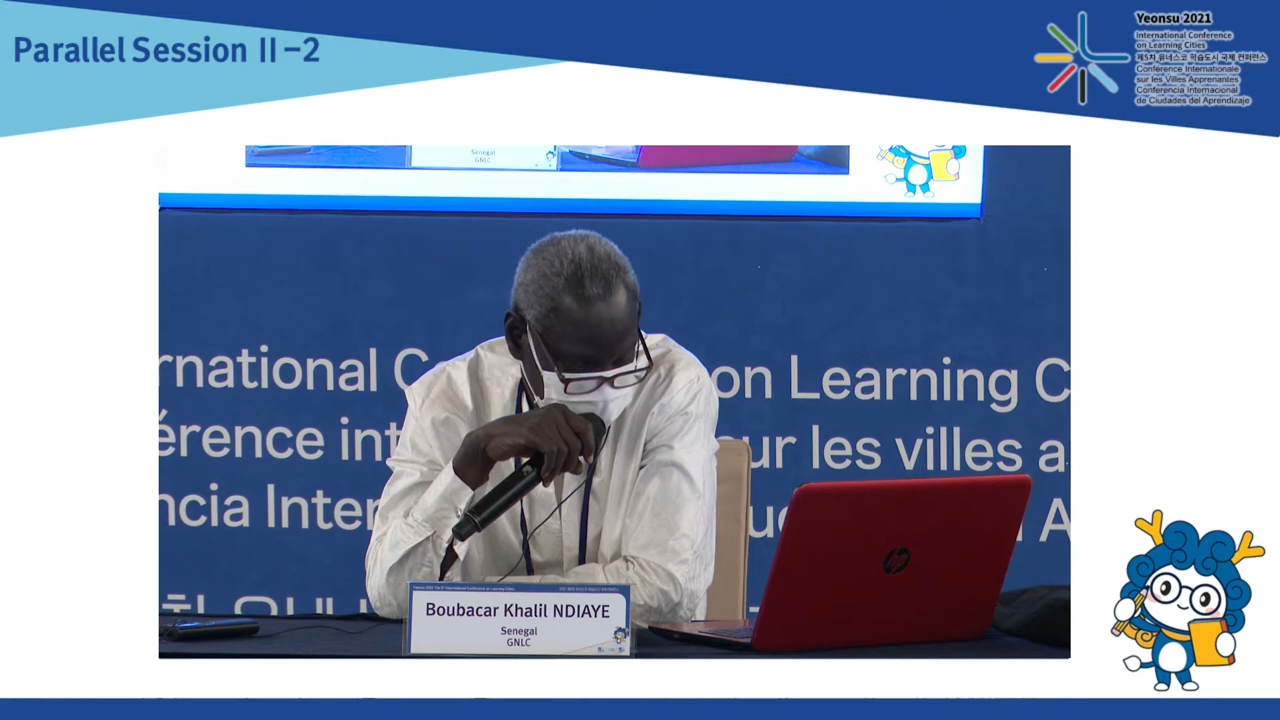 Parallel Session II-2
Yeonsu 2021
International Conference
on Learning Cities
제5차 유네스코 학습도시 국제 컨퍼런스
Conférence Internationale
sur les Villes Apprenantes
Conferencia Internacional
de Ciudades del Aprendizaje
Senegal
GNLC
rnational C
on Learning C
érence int
ur les villes a
ncia Inter
A
hp
Boubacar Khalil NDIAYE
Senegal
GNLC